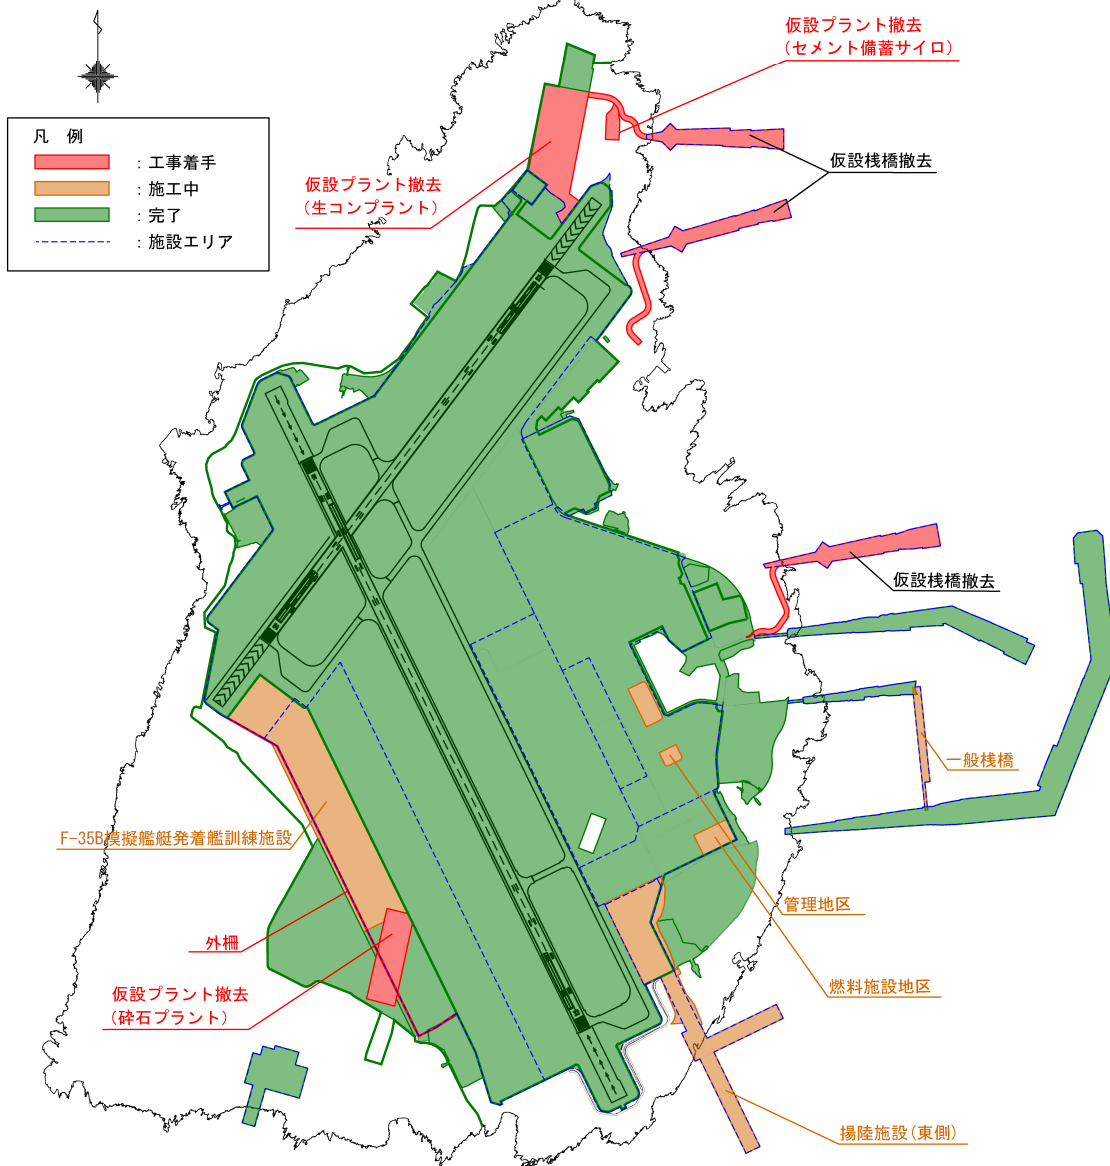 仮設プラント撤去
(セメント備蓄サイロ)
凡 例
：工事着手
：施工中
：完了
：施設エリア
仮設プラント撤去
(生コンプラント)
仮設桟橋撤去
仮設桟橋撤去
一般桟橋
F-35B模擬艦艇発着艦訓練施設
管理地区
外柵
燃料施設地区
仮設プラント撤去
(砕石プラント)
揚陸施設(東側)